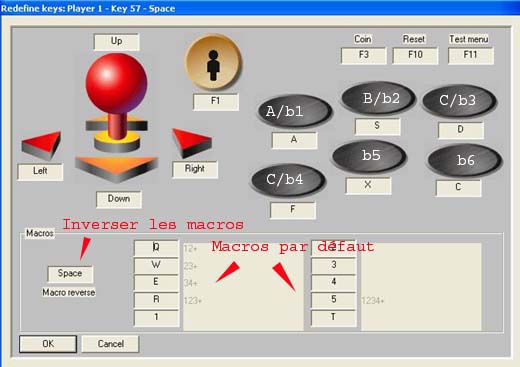 Redefine keys: Player 1 - Key 57 - Space
Up
Coin Reset Test menu
F3 F10 F11
F1
A/b1 B/b2 C/b3
A S D
Left Right
C/b4 b5 b6
F X C
Down
Inverser les macros
Macros
Macros par défaut
Q 12+ 2
W 23+ 3
Space E 34+ 4
Macro reverse R 123+ 5 1234+
1 T
OK Cancel